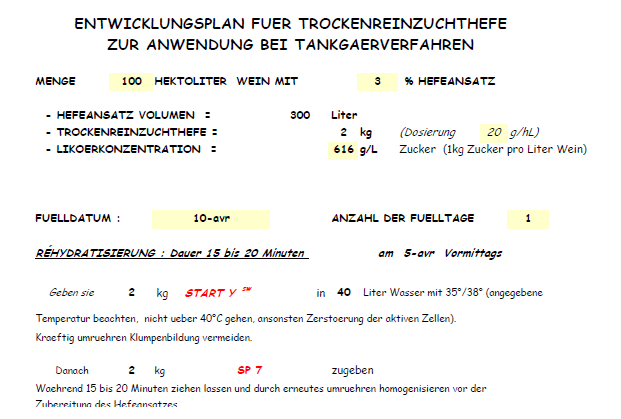 ENTWICKLUNGSPLAN FUER TROCKENREINZUCHTHEFE
ZUR ANWENDUNG BEI TANKGAERVERFAHREN
MENGE 100 HEKTOLITER WEIN MIT 3 % HEFEANSATZ
- HEFEANSATZ VOLUMEN = 300 Liter
- TROCKENREINZUCHTHEFE = 2 kg (Dosierung 20 g/hL)
- LIKOERKONZENTRATION = 616 g/L Zucker (1kg Zucker pro Liter Wein)
FUELLDATUM : 10-avr ANZAHL DER FUELLTAGE 1
RÉHYDRATISIERUNG : Dauer 15 bis 20 Minuten am 5-avr Vormittags
Geben sie 2 kg START Y SM in 40 Liter Wasser mit 35°/38° (angegebene
Temperatur beachten, nicht ueber 40°C gehen, ansonsten Zerstoerung der aktiven Zellen).
Kraeftig umruehren Klumpenbildung vermeiden.
Danach 2 kg SP 7 zugeben
Waehrend 15 bis 20 Minuten ziehen lassen und durch erneutes umruehren homogenisieren vor der
Zubereitung des Hefeansatzes